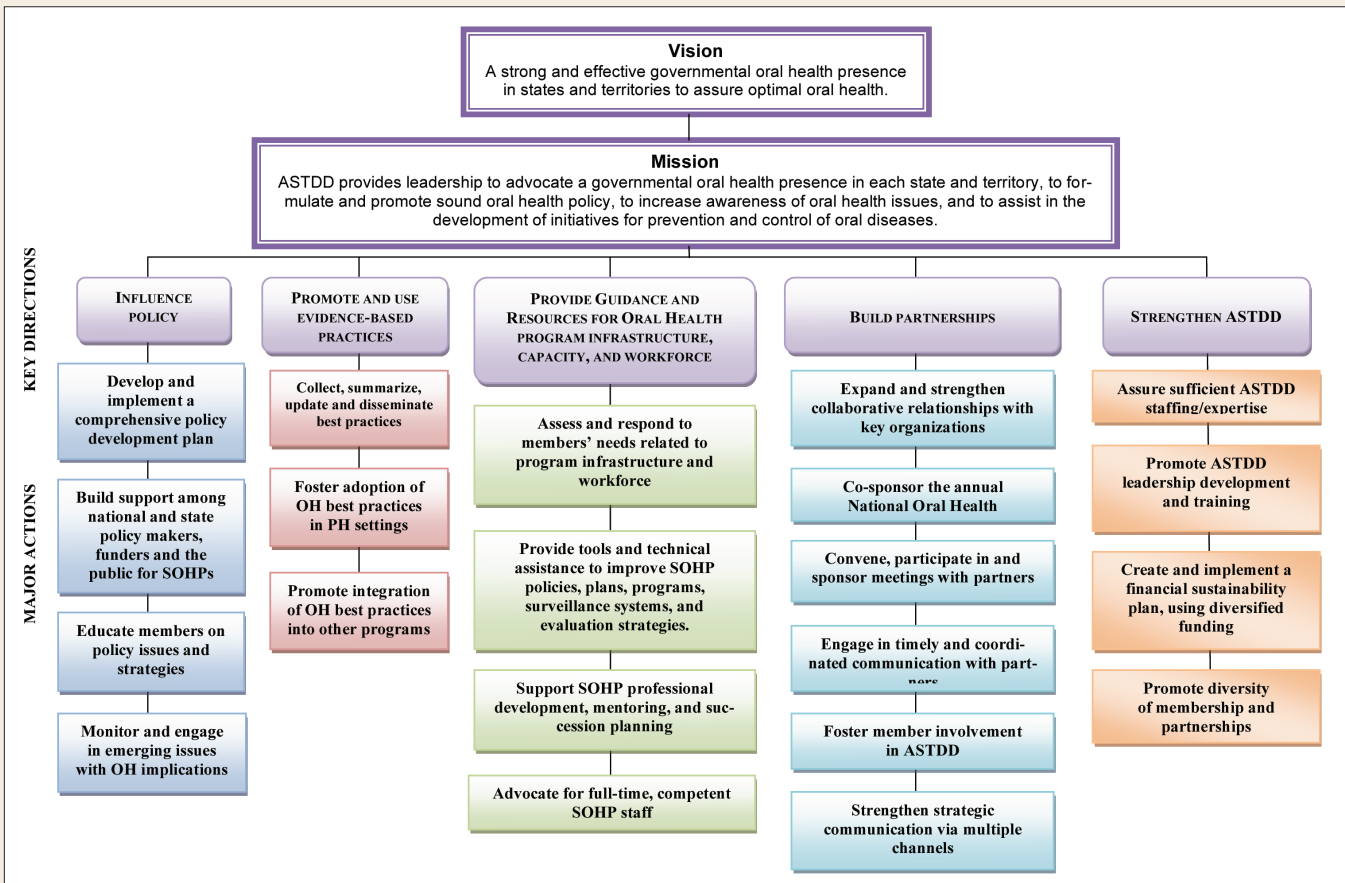 Vision
A strong and effective governmental oral health presence
in states and territories to assure optimal oral health.
Mission
ASTDD provides leadership to advocate a governmental oral health presence in each state and territory, to for-
mulate and promote sound oral health policy, to increase awareness of oral health issues, and to assist in the
development of initiatives for prevention and control of oral diseases.
KEY DIRECTIONS
MAJOR ACTIONS
INFLUENCE
POLICY
Develop and
implement a
comprehensive policy
development plan
Build support among
national and state
policy makers,
funders and the
public for SOHPs
Educate members on
policy issues and
strategies
Monitor and engage
in emerging issues
with OH implications
PROMOTE AND USE
EVIDENCE-BASED
PRACTICES
Collect, summarize,
update and disseminate
best practices
Foster adoption of
OH best practices
in PH settings
Promote integration
of OH best practices
into other programs
PROVIDE GUIDANCE AND
RESOURCES FOR ORAL HEALTH
PROGRAM INFRASTRUCTURE,
CAPACITY, AND WORKFORCE
Assess and respond to
members' needs related to
program infrastructure and
workforce
Provide tools and technical
assistance to improve SOHP
policies, plans, programs,
surveillance systems, and
evaluation strategies.
Support SOHP professional
development, mentoring, and suc-
cession planning
Advocate for full-time, competent
SOHP staff
BUILD PARTNERSHIPS
Expand and strengthen
collaborative relationships with
key organizations
Co-sponsor the annual
National Oral Health
Convene, participate in and
sponsor meetings with partners
Engage in timely and coordi-
nated communication with part-
ners
Foster member involvement
in ASTDD
Strengthen strategic
communication via multiple
channels
STRENGTHEN ASTDD
Assure sufficient ASTDD
staffing/expertise
Promote ASTDD
leadership development
and training
Create and implement a
financial sustainability
plan, using diversified
funding
Promote diversity
of membership and
partnerships